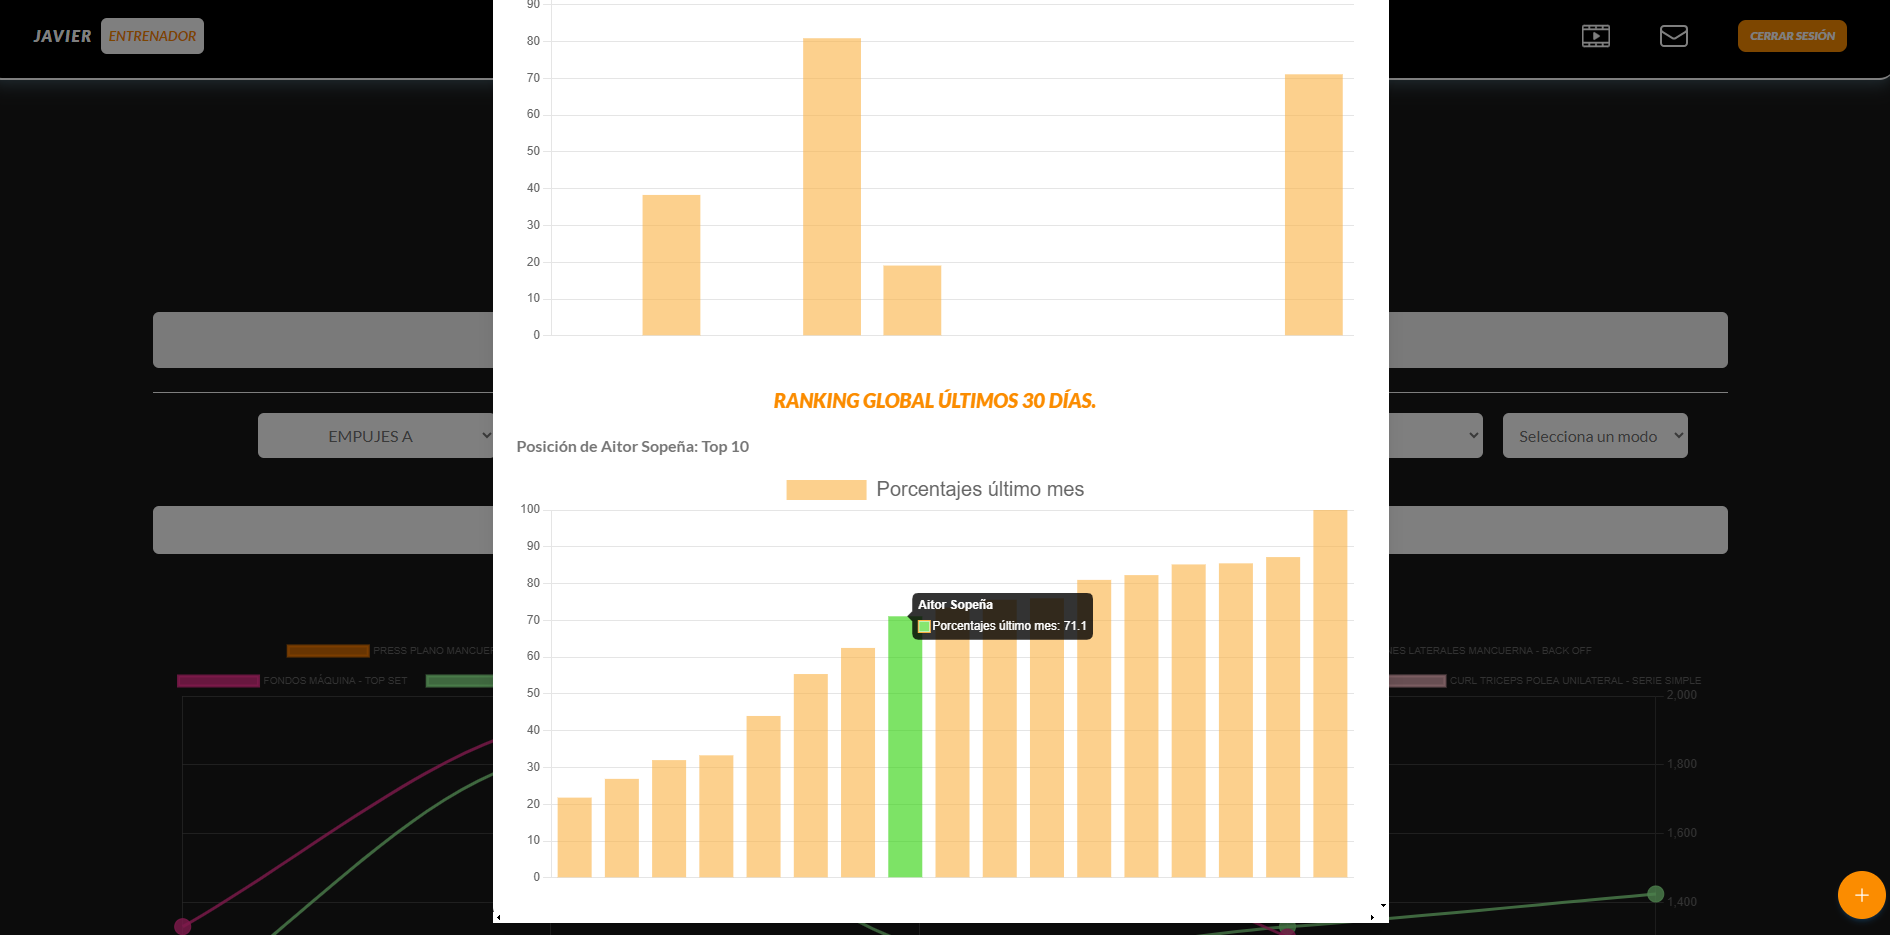 JAVIER ENTRENADOR
CERRAR SESIÓN
90
80
70
60
50
40
30
20
10
0
RANKING GLOBAL ÚLTIMOS 30 DÍAS.
EMPUJES A
Selecciona un modo
Posición de Aitor Sopeña: Top 10
Porcentajes último mes
100
90
80
70
60
50
40
30
20
10
0
Aitor Sopeña
Porcentajes último mes: 71.1
PRESS PLANO
LATERALES MANCUERNA - BACK OFF
FONDOS MÁQUINA - TOP SET
CURL TRICEPS POLEA UNILATERAL - SERIE SIMPLE
2,000
1,800
1,600
1,400